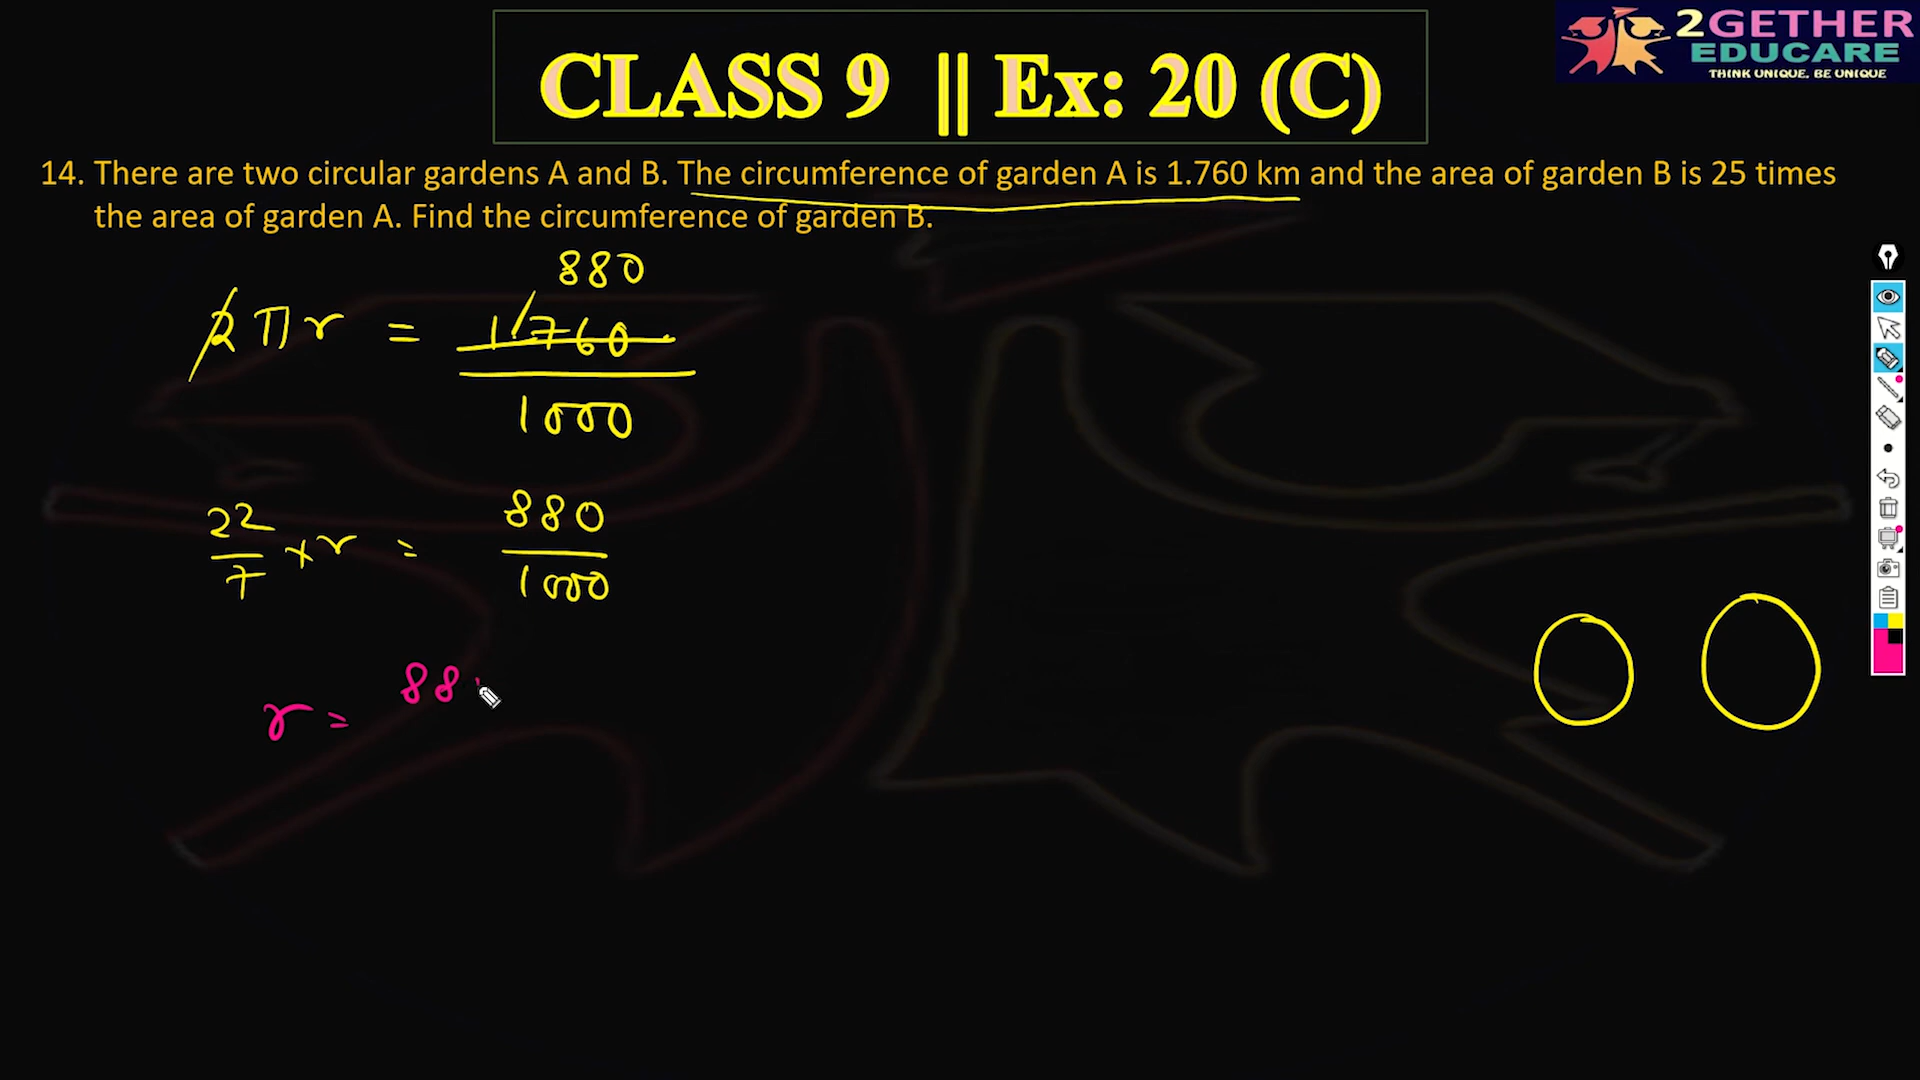 2GETHER
EDUCARE
THINK UNIQUE. BE UNIQUE
CLASS 9 || Ex: 20 (C)
14. There are two circular gardens A and B. The circumference of garden A is 1.760 km and the area of garden B is 25 times
the area of garden A. Find the circumference of garden B.
880
2πr = 1760
1000
22/7 × r = 880/1000
r = 88